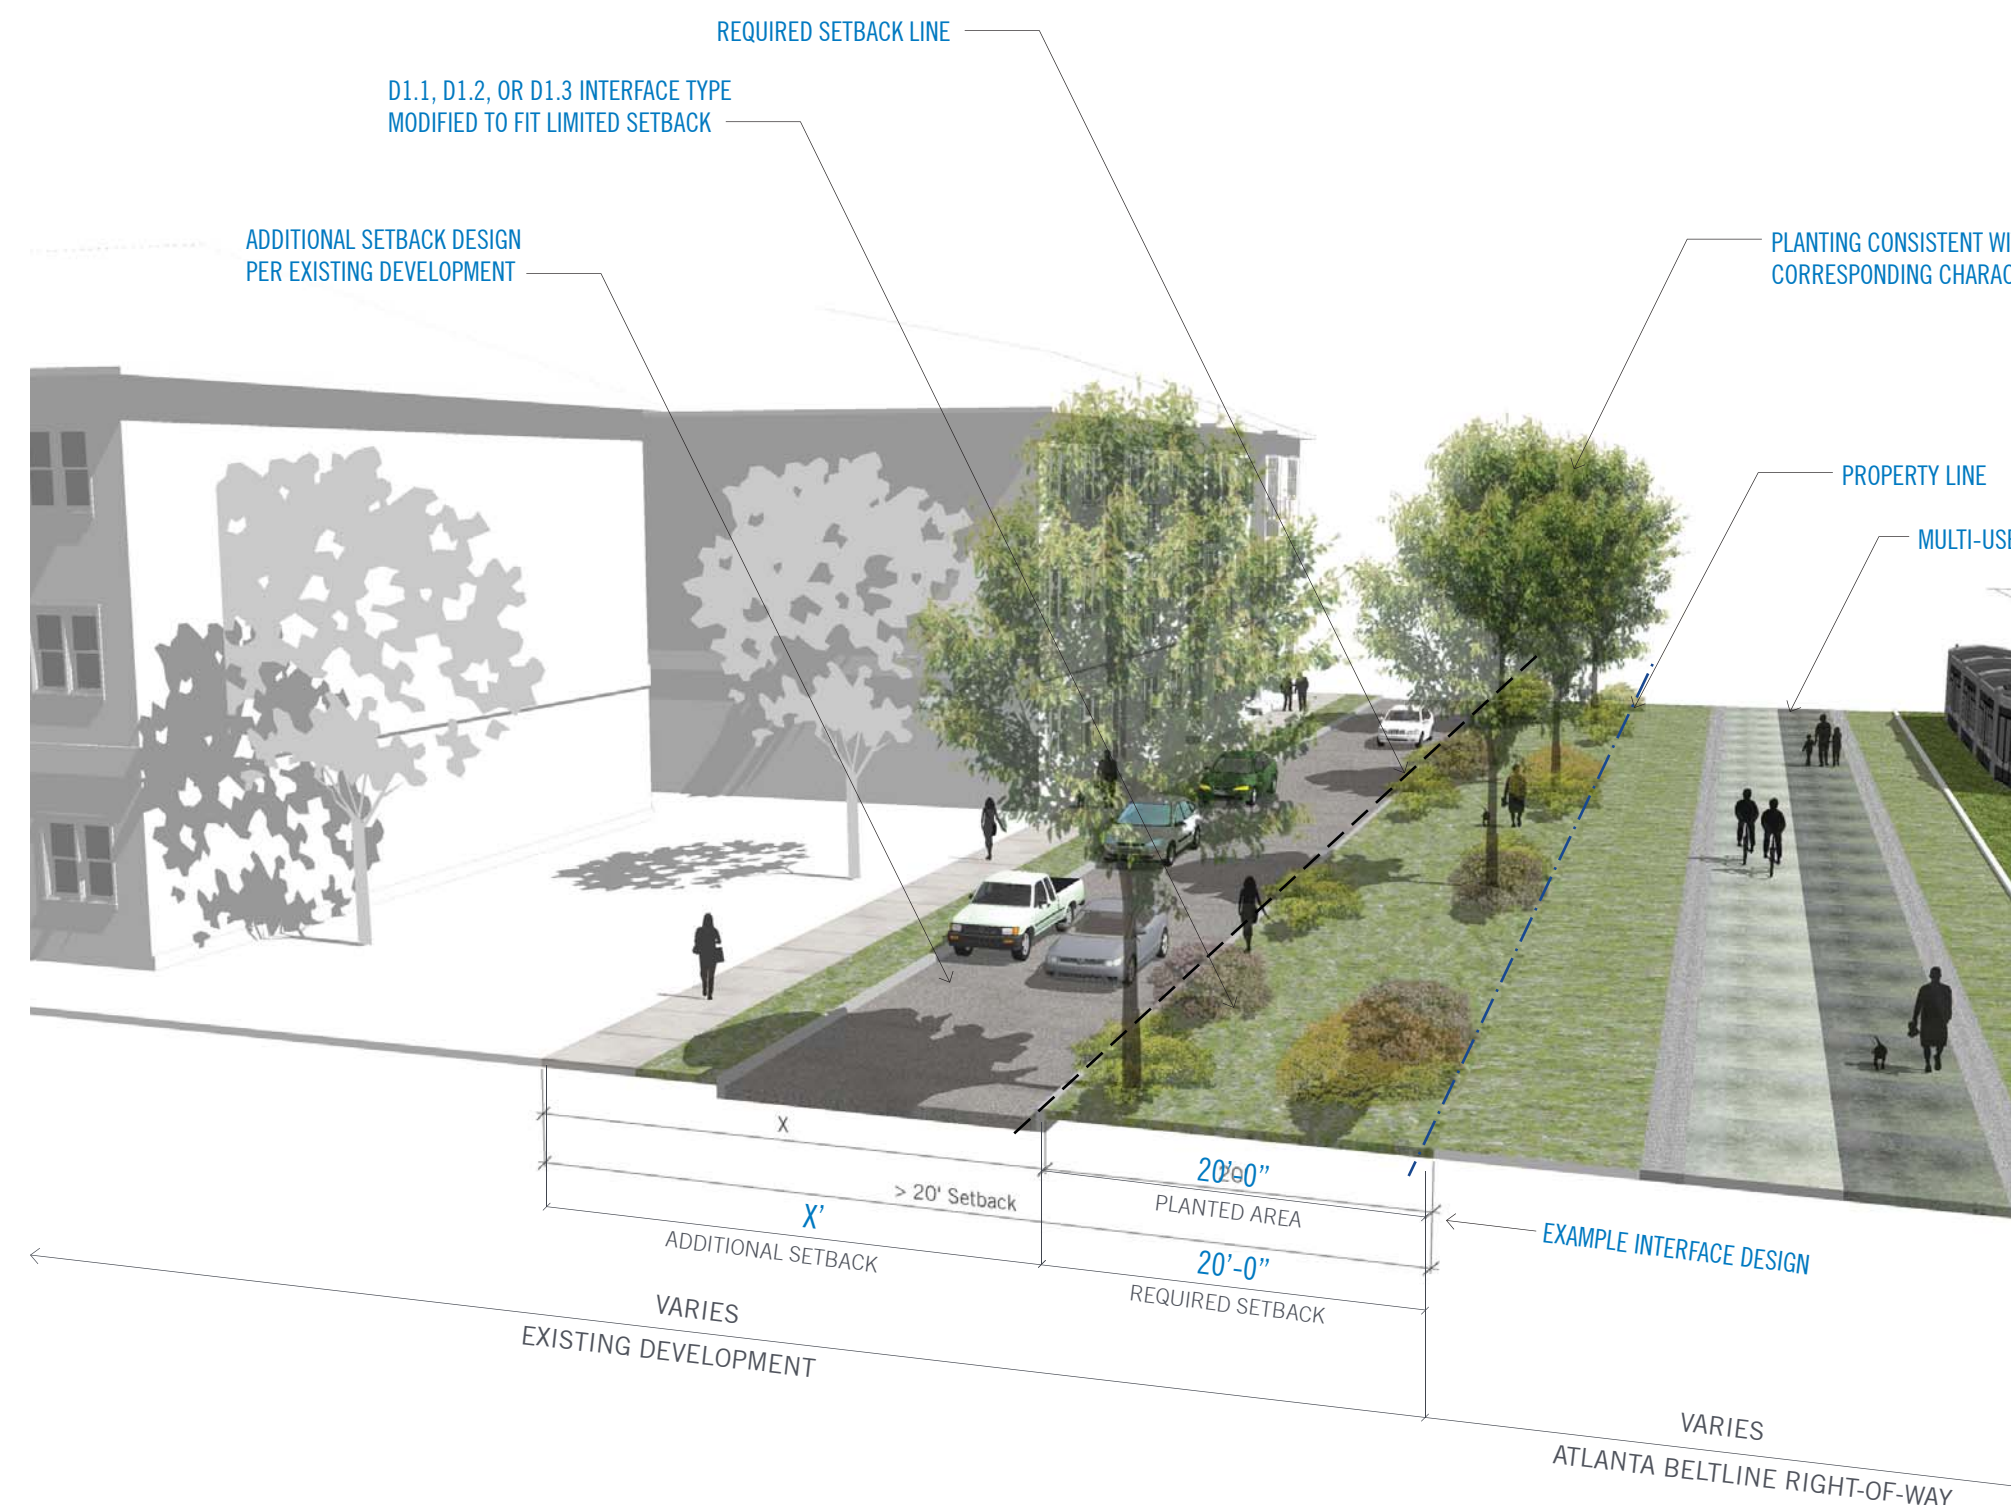 REQUIRED SETBACK LINE
D1.1, D1.2, OR D1.3 INTERFACE TYPE
MODIFIED TO FIT LIMITED SETBACK
ADDITIONAL SETBACK DESIGN
PER EXISTING DEVELOPMENT
PLANTING CONSISTENT
CORRESPONDING
PROPERTY LINE
MULTI-USE
X
20'-0"
PLANTED AREA
> 20' Setback
X'
ADDITIONAL SETBACK
20'-0"
REQUIRED SETBACK
EXAMPLE INTERFACE DESIGN
VARIES
EXISTING DEVELOPMENT
VARIES
ATLANTA BELTLINE RIGHT-OF-WAY